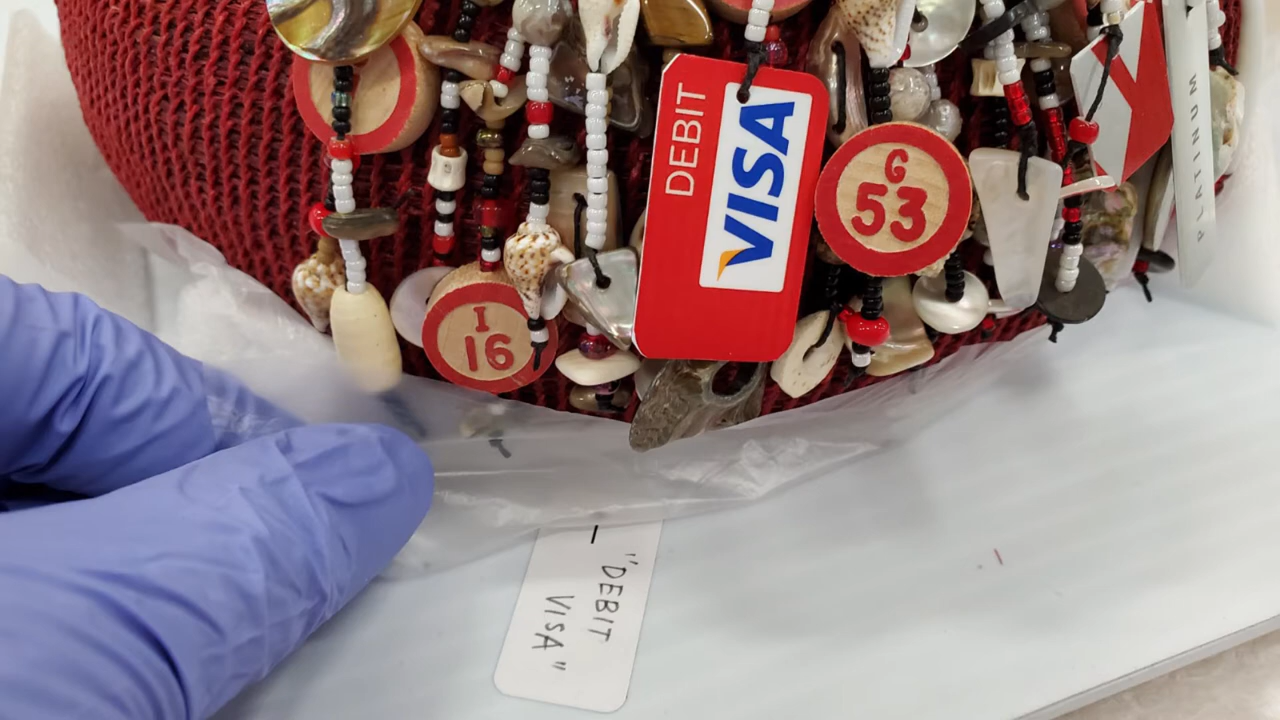 DEBIT
VISA
G
53
I
16
PLATINUM
"DEBIT
VISA"